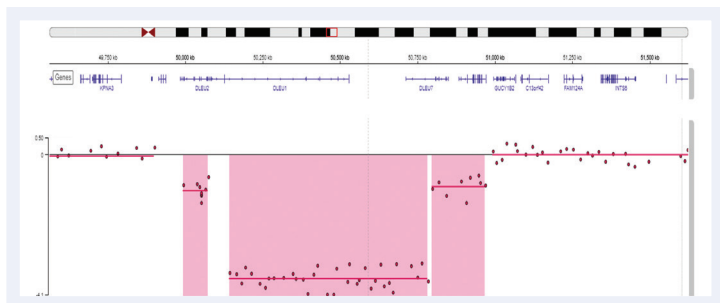 49,750 kb 50,000 kb 50,250 kb 50,500 kb 50,750 kb 51,000 kb 51,250 kb 51,500 kb
Genes
KPNA3 DLEU2 DLEU1 DLEU7 GUCY1B2 C13orf42 FAM124A INTS6
0.50
0